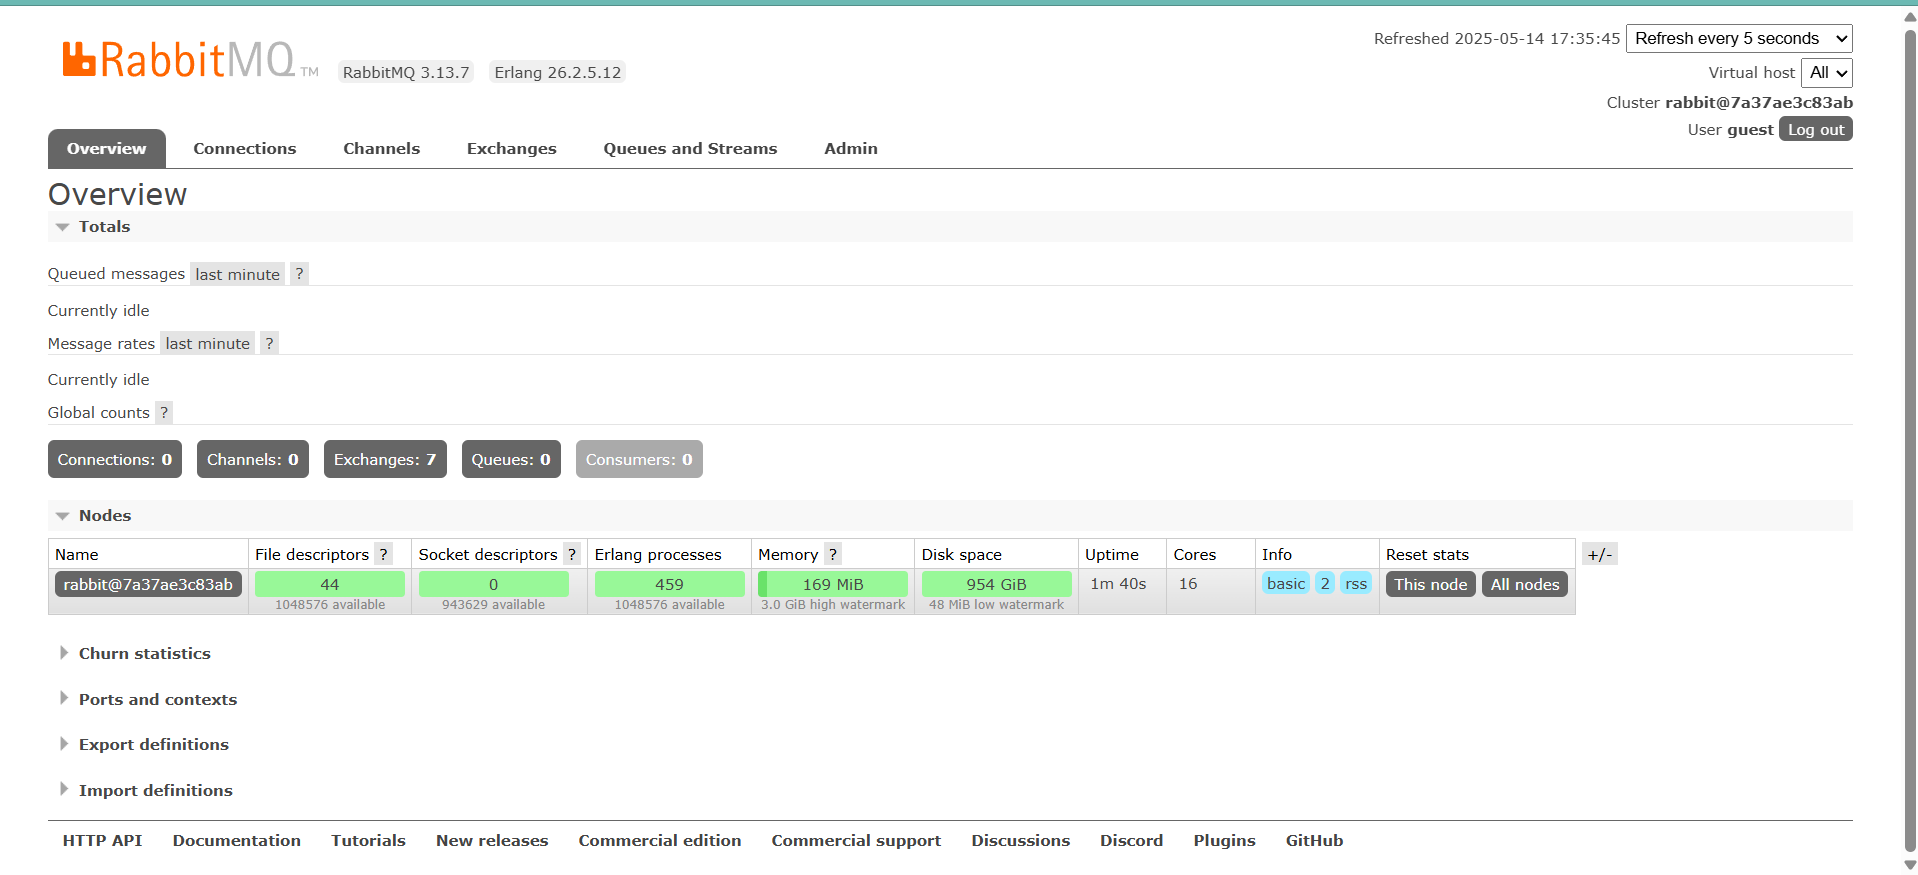 Refreshed 2025-05-14 17:35:45 Refresh every 5 seconds
RabbitMQ TM RabbitMQ 3.13.7 Erlang 26.2.5.12
Virtual host All
Cluster rabbit@7a37ae3c83ab
User guest Log out
Overview Connections Channels Exchanges Queues and Streams Admin
Overview
Totals
Queued messages last minute ?
Currently idle
Message rates last minute ?
Currently idle
Global counts ?
Connections: 0 Channels: 0 Exchanges: 7 Queues: 0 Consumers: 0
Nodes
Name File descriptors ? Socket descriptors ? Erlang processes Memory ? Disk space Uptime Cores Info Reset stats +/-
rabbit@7a37ae3c83ab 44 0 459 169 MiB 954 GiB 1m 40s 16 basic 2 rss This node All nodes
1048576 available 943629 available 1048576 available 3.0 GiB high watermark 48 MiB low watermark
Churn statistics
Ports and contexts
Export definitions
Import definitions
HTTP API Documentation Tutorials New releases Commercial edition Commercial support Discussions Discord Plugins GitHub